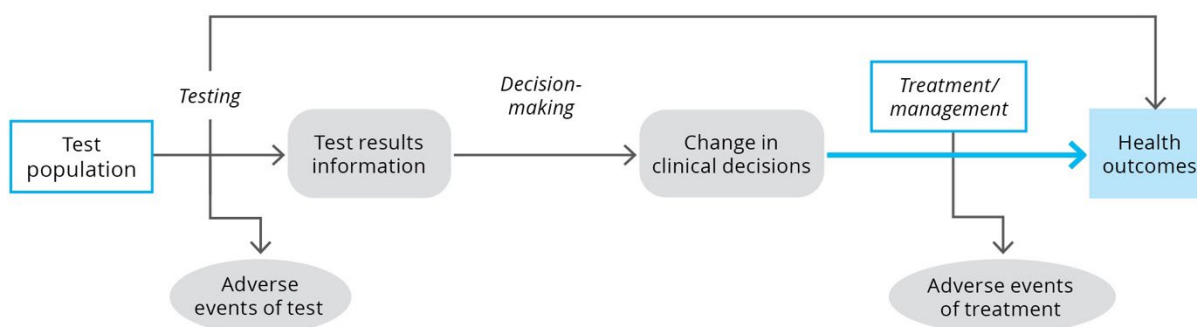 Testing
Decision-
making
Treatment/
management
Test
population
Test results
information
Change in
clinical decisions
Health
outcomes
Adverse
events of test
Adverse events
of treatment